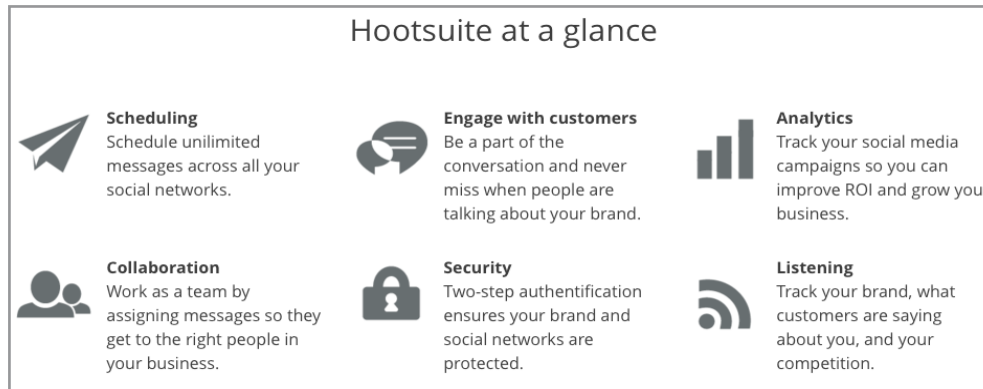 Hootsuite at a glance
Scheduling
Schedule unilimited
messages across all your
social networks.
Engage with customers
Be a part of the
conversation and never
miss when people are
talking about your brand.
Analytics
Track your social media
campaigns so you can
improve ROI and grow you
business.
Collaboration
Work as a team by
assigning messages so they
get to the right people in
your business.
Security
Two-step authentification
ensures your brand and
social networks are
protected.
Listening
Track your brand, what
customers are saying
about you, and your
competition.